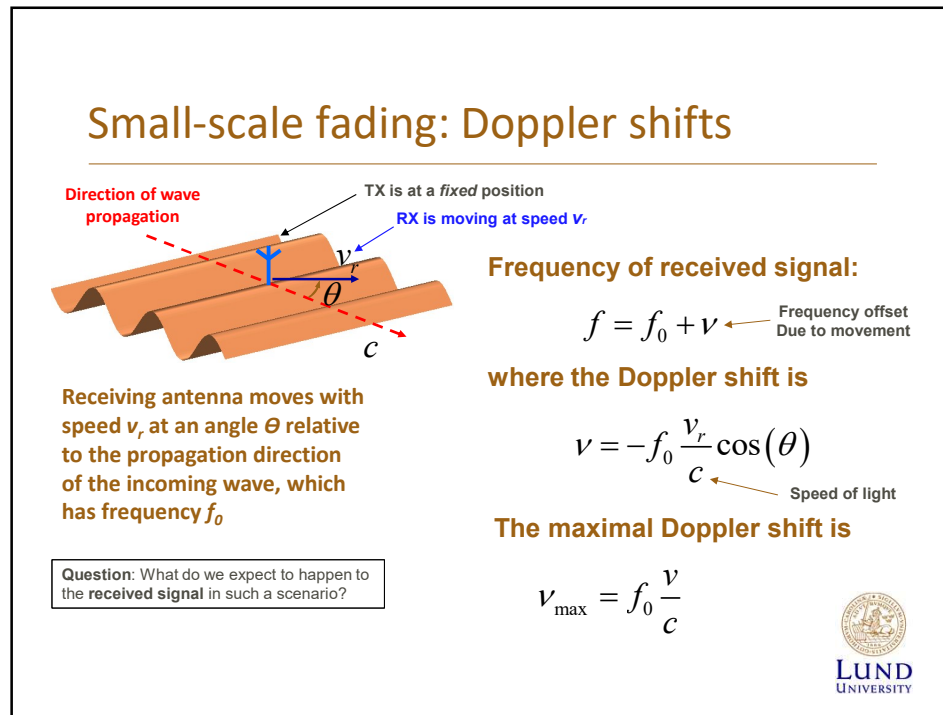 Small-scale fading: Doppler shifts
Direction of wave
propagation
TX is at a fixed position
RX is moving at speed vᵣ
vᵣ
θ
c
Receiving antenna moves with
speed vᵣ at an angle Θ relative
to the propagation direction
of the incoming wave, which
has frequency f₀
Question: What do we expect to happen to
the received signal in such a scenario?
Frequency of received signal:
f = f₀ + ν
Frequency offset
Due to movement
where the Doppler shift is
ν = −f₀ vᵣ/c cos(θ)
Speed of light
The maximal Doppler shift is
ν_max = f₀ v/c
LUND
UNIVERSITY